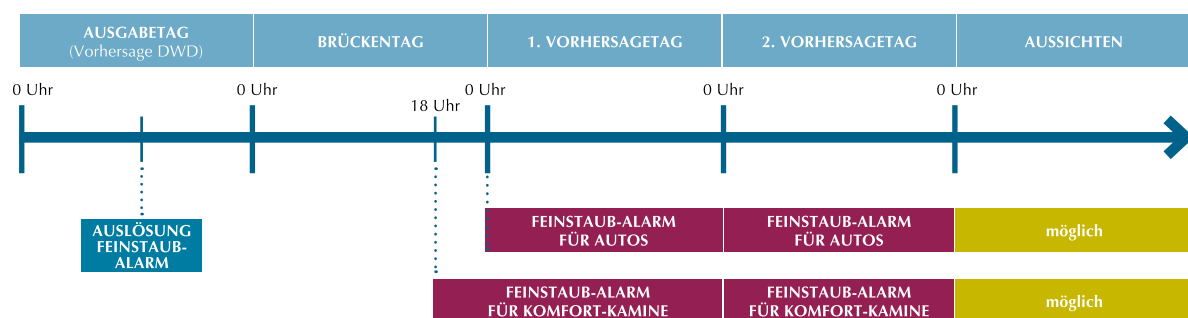 AUSGABETAG
(Vorhersage DWD)
BRÜCKENTAG
1. VORHERSAGETAG
2. VORHERSAGETAG
AUSSICHTEN
0 Uhr
0 Uhr
18 Uhr
0 Uhr
0 Uhr
0 Uhr
AUSLÖSUNG
FEINSTAUB-
ALARM
FEINSTAUB-ALARM
FÜR AUTOS
FEINSTAUB-ALARM
FÜR AUTOS
möglich
FEINSTAUB-ALARM
FÜR KOMFORT-KAMINE
FEINSTAUB-ALARM
FÜR KOMFORT-KAMINE
möglich